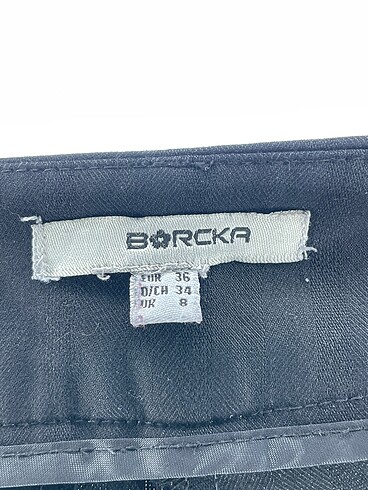 BORCKA
EUR 36
D/CH 34
UK 8